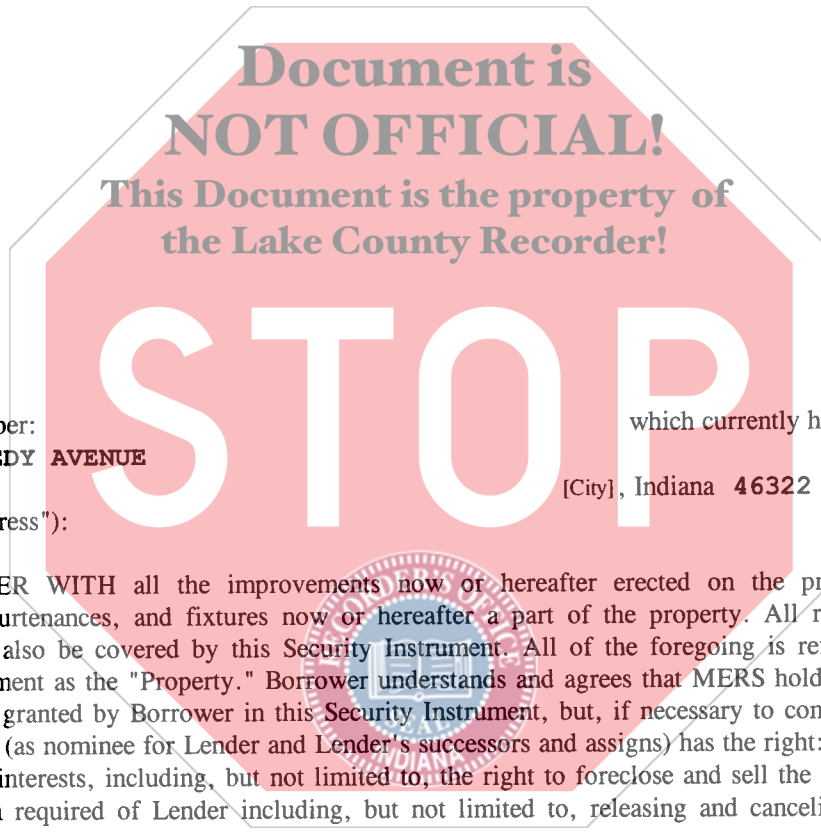 Document is
NOT OFFICIAL!
This Document is the property of
the Lake County Recorder!
STOP
ber: which currently h
EDY AVENUE
[City], Indiana 46322
ress"):
ER WITH all the improvements now or hereafter erected on the pr
urtenances, and fixtures now or hereafter a part of the property. All r
also be covered by this Security Instrument. All of the foregoing is re
nent as the "Property." Borrower understands and agrees that MERS hold
granted by Borrower in this Security Instrument, but, if necessary to com
(as nominee for Lender and Lender's successors and assigns) has the right:
interests, including, but not limited to, the right to foreclose and sell the
required of Lender including, but not limited to, releasing and canceli
RECORDER'S OFFICE
SEAL
INDIANA